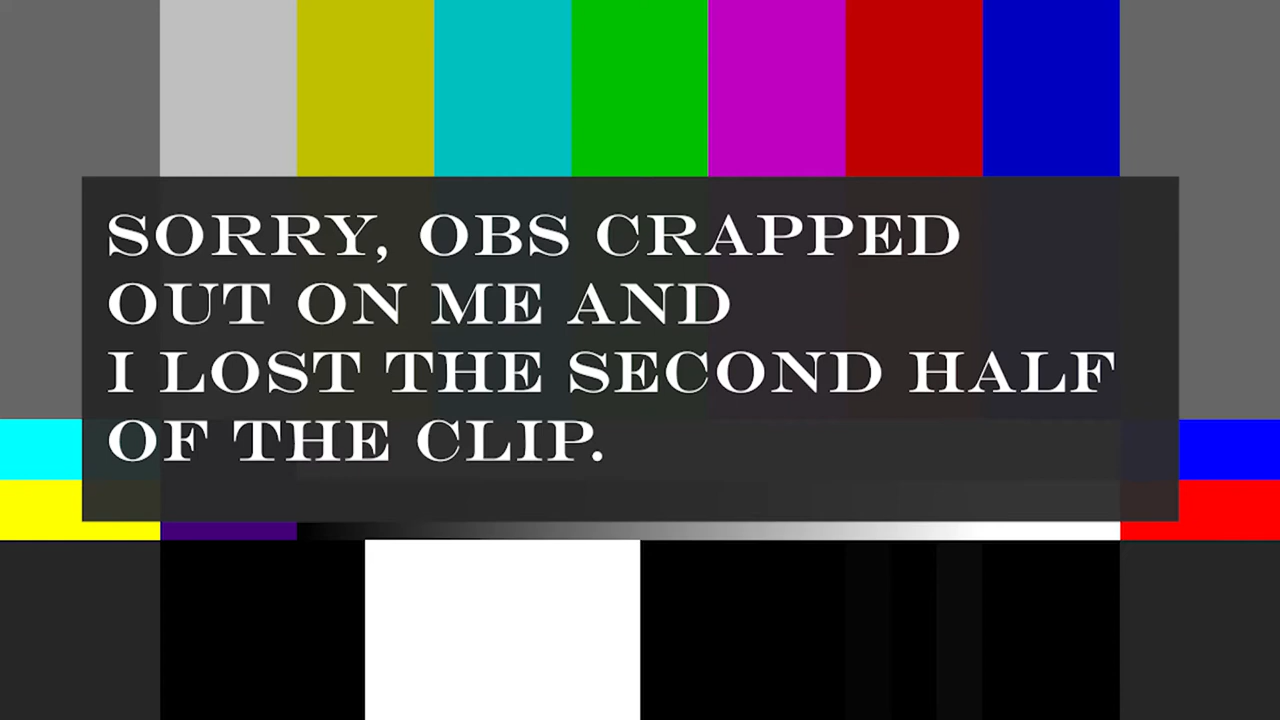 SORRY, OBS CRAPPED
OUT ON ME AND
I LOST THE SECOND HALF
OF THE CLIP.